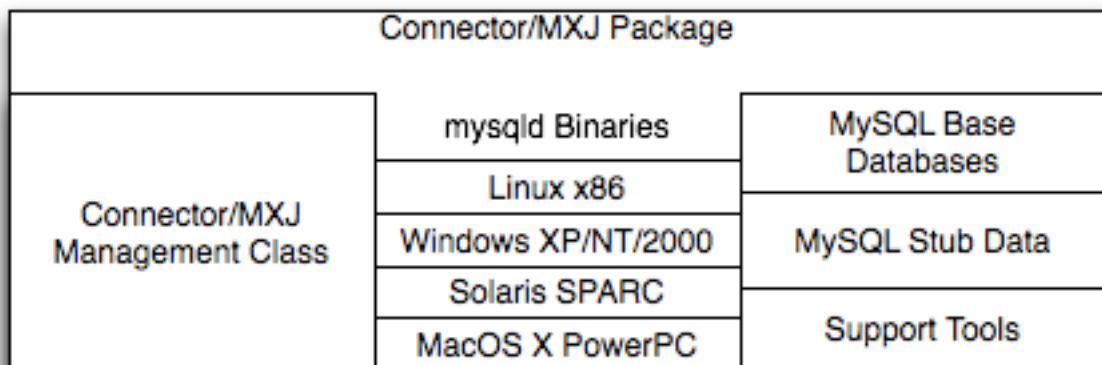 Connector/MXJ Package
Connector/MXJ
Management Class
mysqld Binaries
Linux x86
Windows XP/NT/2000
Solaris SPARC
MacOS X PowerPC
MySQL Base
Databases
MySQL Stub Data
Support Tools